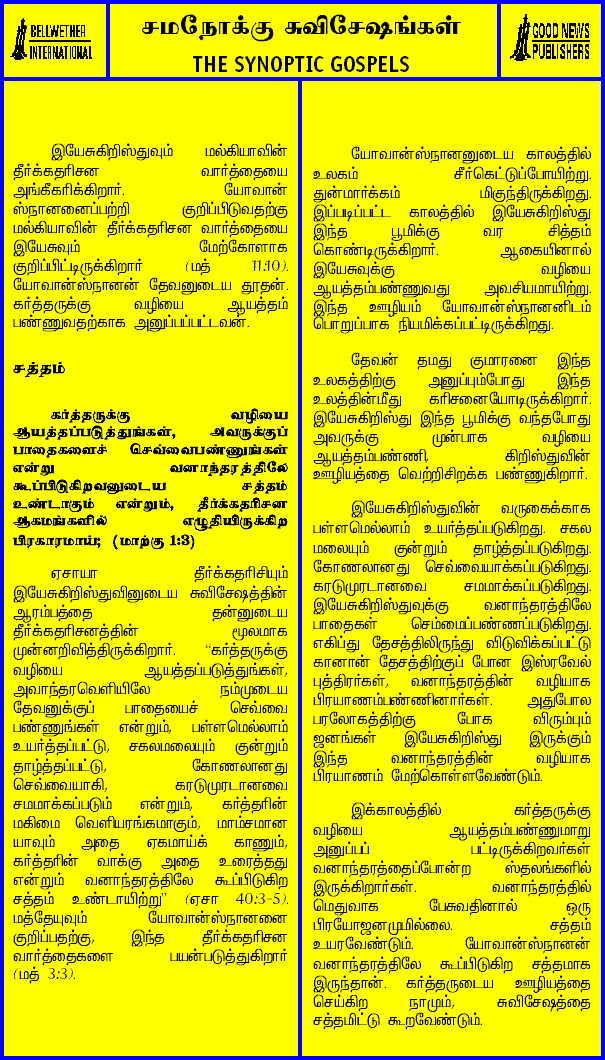 BELLWETHER
INTERNATIONAL
சமநோக்கு சுவிசேஷங்கள்
THE SYNOPTIC GOSPELS
GOOD NEWS
PUBLISHERS
இயேசுகிறிஸ்துவும் மல்கியாவின்
தீர்க்கதரிசன வார்த்தையை
அங்கீகரிக்கிறார். யோவான்
ஸ்நானனைப்பற்றி குறிப்பிடுவதற்கு
மல்கியாவின் தீர்க்கதரிசன வார்த்தையை
இயேசுவும் மேற்கோளாக
குறிப்பிட்டிருக்கிறார் (மத் 11:10).
யோவான்ஸ்நானன் தேவனுடைய தூதன்.
கர்த்தருக்கு வழியை ஆயத்தம்
பண்ணுவதற்காக அனுப்பப்பட்டவன்.
சத்தம்
கர்த்தருக்கு வழியை
ஆயத்தப்படுத்துங்கள், அவருக்குப்
பாதைகளைச் செவ்வைபண்ணுங்கள்
என்று வனாந்தரத்திலே
கூப்பிடுகிறவனுடைய சத்தம்
உண்டாகும் என்றும், தீர்க்கதரிசன
ஆகமங்களில் எழுதியிருக்கிற
பிரகாரமாய்; (மாற்கு 1:3)
ஏசாயா தீர்க்கதரிசியும்
இயேசுகிறிஸ்துவினுடைய சுவிசேஷத்தின்
ஆரம்பத்தை தன்னுடைய
தீர்க்கதரிசனத்தின் மூலமாக
முன்னறிவித்திருக்கிறார். "கர்த்தருக்கு
வழியை ஆயத்தப்படுத்துங்கள்,
அவாந்தரவெளியிலே நம்முடைய
தேவனுக்குப் பாதையைச் செவ்வை
பண்ணுங்கள் என்றும், பள்ளமெல்லாம்
உயர்த்தப்பட்டு, சகலமலையும் குன்றும்
தாழ்த்தப்பட்டு, கோணலானது
செவ்வையாகி, கரடுமுரடானவை
சமமாக்கப்படும் என்றும், கர்த்தரின்
மகிமை வெளியரங்கமாகும், மாம்சமான
யாவும் அதை ஏகமாய்க் காணும்,
கர்த்தரின் வாக்கு அதை உரைத்தது
என்றும் வனாந்தரத்திலே கூப்பிடுகிற
சத்தம் உண்டாயிற்று" (ஏசா 40:3-5).
மத்தேயுவும் யோவான்ஸ்நானனை
குறிப்பதற்கு, இந்த தீர்க்கதரிசன
வார்த்தைகளை பயன்படுத்துகிறார்
(மத் 3:3).
யோவான்ஸ்நானனுடைய காலத்தில்
உலகம் சீர்கெட்டுப்போயிற்று.
துன்மார்க்கம் மிகுந்திருக்கிறது.
இப்படிப்பட்ட காலத்தில் இயேசுகிறிஸ்து
இந்த பூமிக்கு வர சித்தம்
கொண்டிருக்கிறார். ஆகையினால்
இயேசுவுக்கு வழியை
ஆயத்தம்பண்ணுவது அவசியமாயிற்று.
இந்த ஊழியம் யோவான்ஸ்நானனிடம்
பொறுப்பாக நியமிக்கப்பட்டிருக்கிறது.
தேவன் தமது குமாரனை இந்த
உலகத்திற்கு அனுப்பும்போது இந்த
உலத்தின்மீது கரிசனையோடிருக்கிறார்.
இயேசுகிறிஸ்து இந்த பூமிக்கு வந்தபோது
அவருக்கு முன்பாக வழியை
ஆயத்தம்பண்ணி, கிறிஸ்துவின்
ஊழியத்தை வெற்றிசிறக்க பண்ணுகிறார்.
இயேசுகிறிஸ்துவின் வருகைக்காக
பள்ளமெல்லாம் உயர்த்தப்படுகிறது. சகல
மலையும் குன்றும் தாழ்த்தப்படுகிறது.
கோணலானது செவ்வையாக்கப்படுகிறது.
கரடுமுரடானவை சமமாக்கப்படுகிறது.
இயேசுகிறிஸ்துவுக்கு வனாந்தரத்திலே
பாதைகள் செம்மைப்பண்ணப்படுகிறது.
எகிப்து தேசத்திலிருந்து விடுவிக்கப்பட்டு
கானான் தேசத்திற்குப் போன இஸ்ரவேல்
புத்திரர்கள், வனாந்தரத்தின் வழியாக
பிரயாணம்பண்ணினார்கள். அதுபோல
பரலோகத்திற்கு போக விரும்பும்
ஜனங்கள் இயேசுகிறிஸ்து இருக்கும்
இந்த வனாந்தரத்தின் வழியாக
பிரயாணம் மேற்கொள்ளவேண்டும்.
இக்காலத்தில் கர்த்தருக்கு
வழியை ஆயத்தம்பண்ணுமாறு
அனுப்பப் பட்டிருக்கிறவர்கள்
வனாந்தரத்தைப்போன்ற ஸ்தலங்களில்
இருக்கிறார்கள். வனாந்தரத்தில்
மெதுவாக பேசுவதினால் ஒரு
பிரயோஜனமுமில்லை. சத்தம்
உயரவேண்டும். யோவான்ஸ்நானன்
வனாந்தரத்திலே கூப்பிடுகிற சத்தமாக
இருந்தான். கர்த்தருடைய ஊழியத்தை
செய்கிற நாமும், சுவிசேஷத்தை
சத்தமிட்டு கூறவேண்டும்.